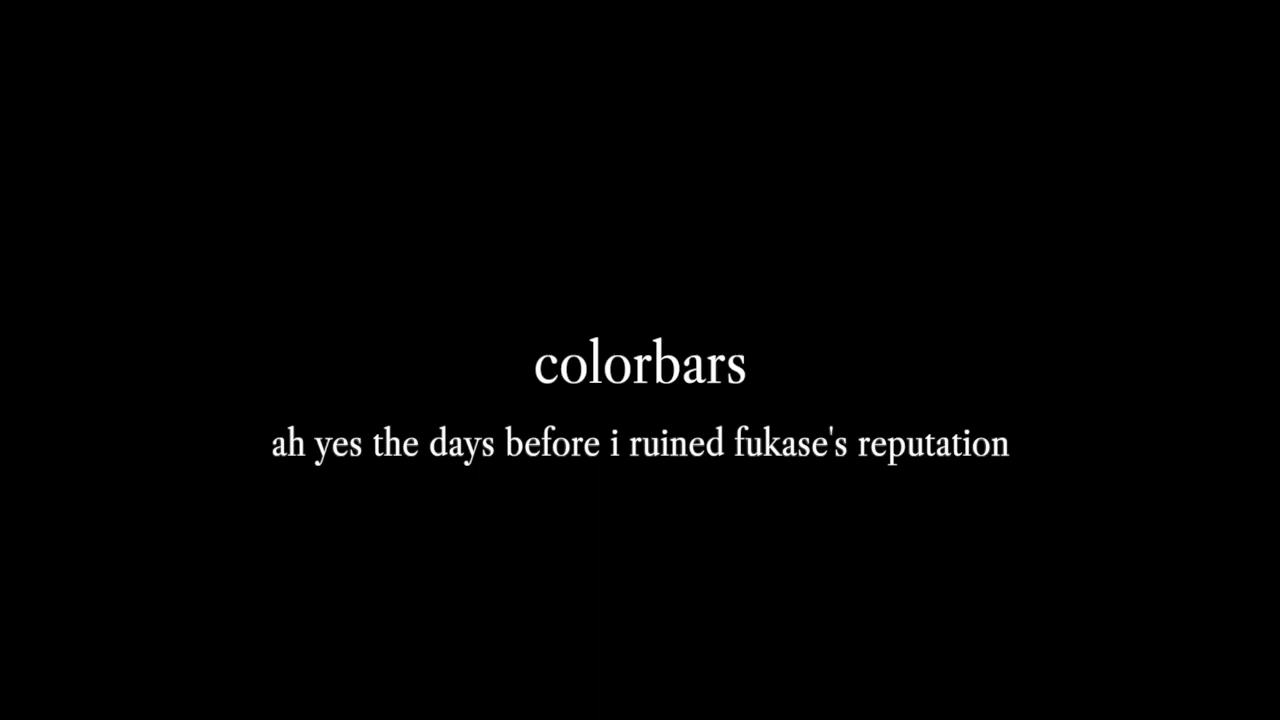 colorbars
ah yes the days before i ruined fukase's reputation